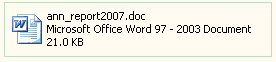 ann_report2007.doc
Microsoft Office Word 97 - 2003 Document
21.0 KB